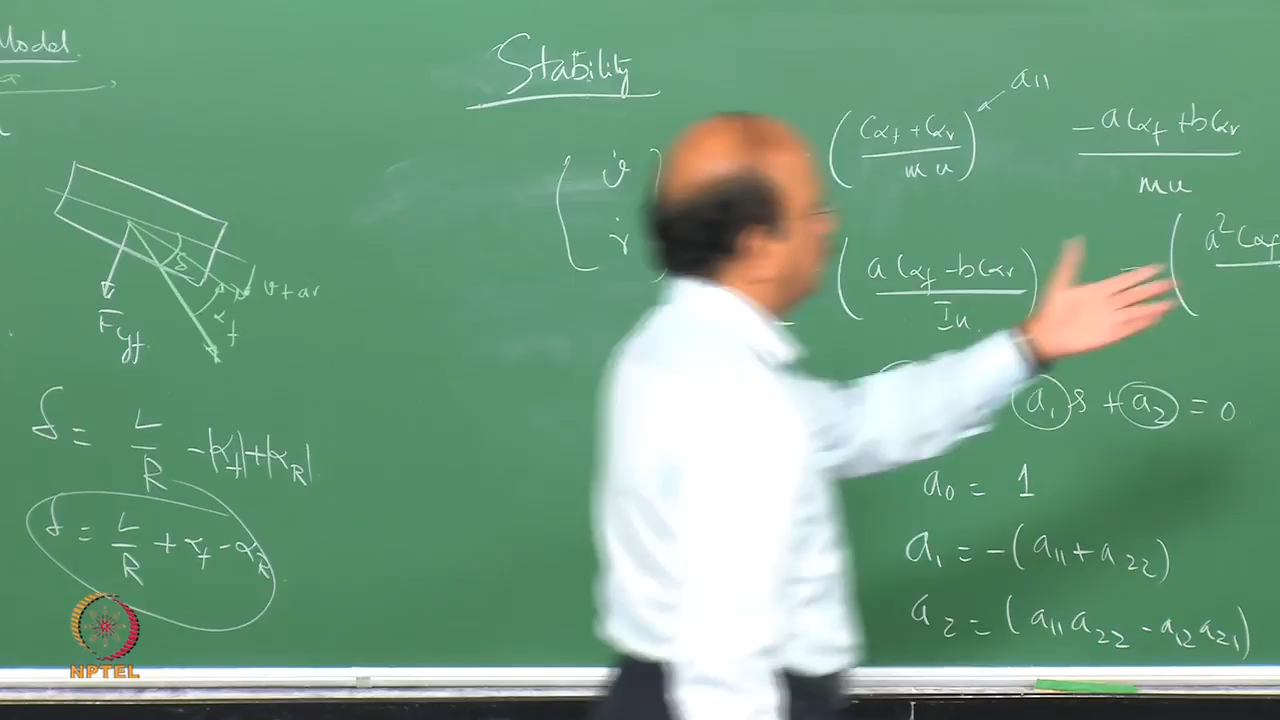 Model
Stability
a11
(Cαf + Cαr / mu)
−aCαf + bCαr / mu
v̇
ṙ
(aCαf − bCαr / Iu)
−(a²Cαf
v + ar
δ
αf
Fyf
δ = L/R − |αf| + |αR|
δ = L/R + αf − αR
a1 s + a2 = 0
a0 = 1
a1 = −(a11 + a22)
a2 = (a11 a22 − a12 a21)
NPTEL